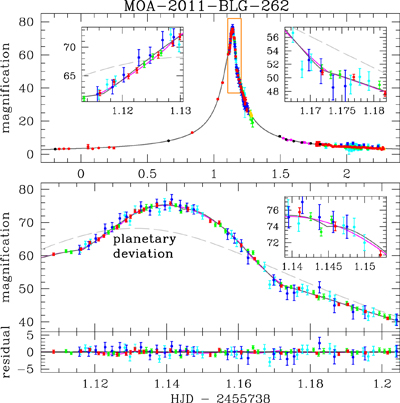 MOA-2011-BLG-262
magnification
80 60 40 20 0
70 65
1.12 1.13
56 54 52 50 48
1.17 1.175 1.18
0 0.5 1 1.5 2
magnification
80 70 60 50 40
planetary
deviation
76 74 72 70
1.14 1.145 1.15
residual
5 0 -5
1.12 1.14 1.16 1.18 1.2
HJD - 2455738